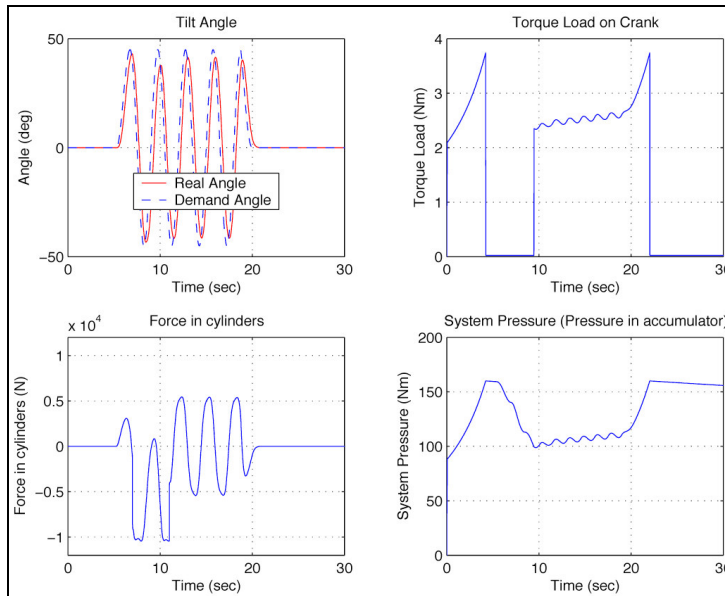 Tilt Angle
50
0
−50
Angle (deg)
Real Angle
Demand Angle
0
10
20
30
Time (sec)
Torque Load on Crank
4
3
2
1
0
Torque Load (Nm)
0
10
20
30
Time (sec)
Force in cylinders
x 10^4
1
0.5
0
−0.5
−1
Force in cylinders (N)
0
10
20
30
Time (sec)
System Pressure (Pressure in accumulator)
200
150
100
50
0
System Pressure (Nm)
0
10
20
30
Time (sec)